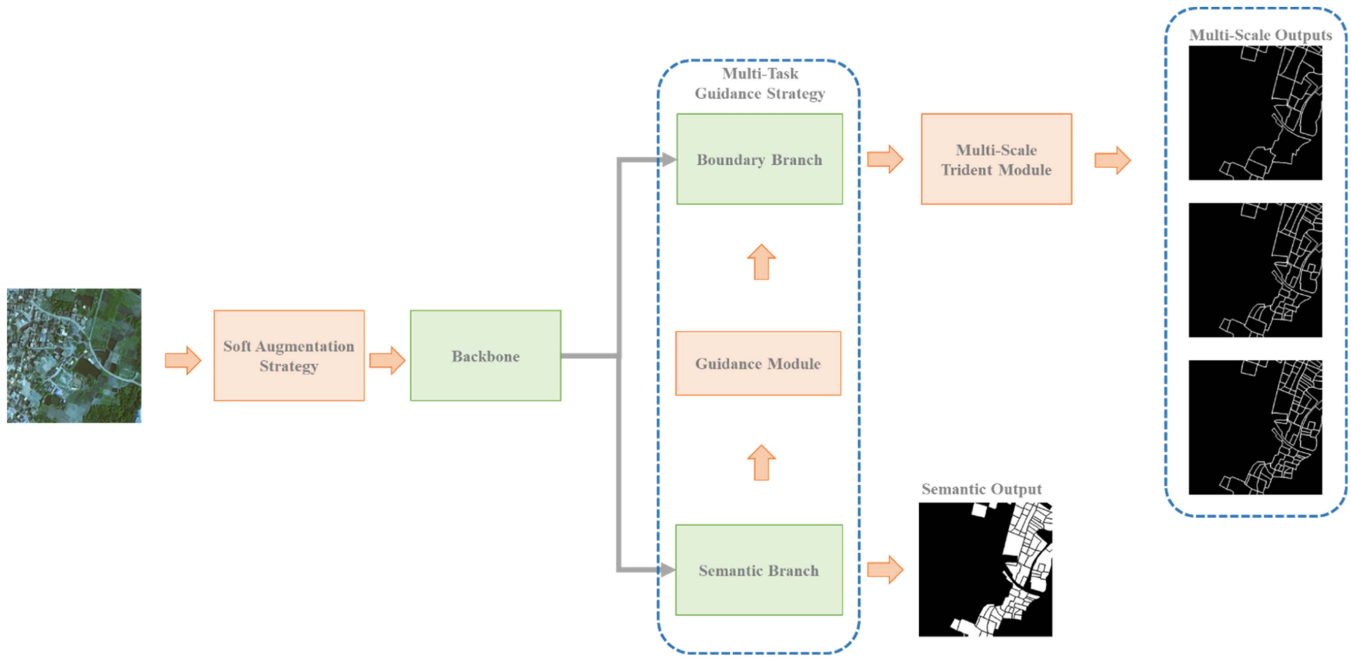 Multi-Scale Outputs
Multi-Task
Guidance Strategy
Boundary Branch
Multi-Scale
Trident Module
Soft Augmentation
Strategy
Backbone
Guidance Module
Semantic Output
Semantic Branch